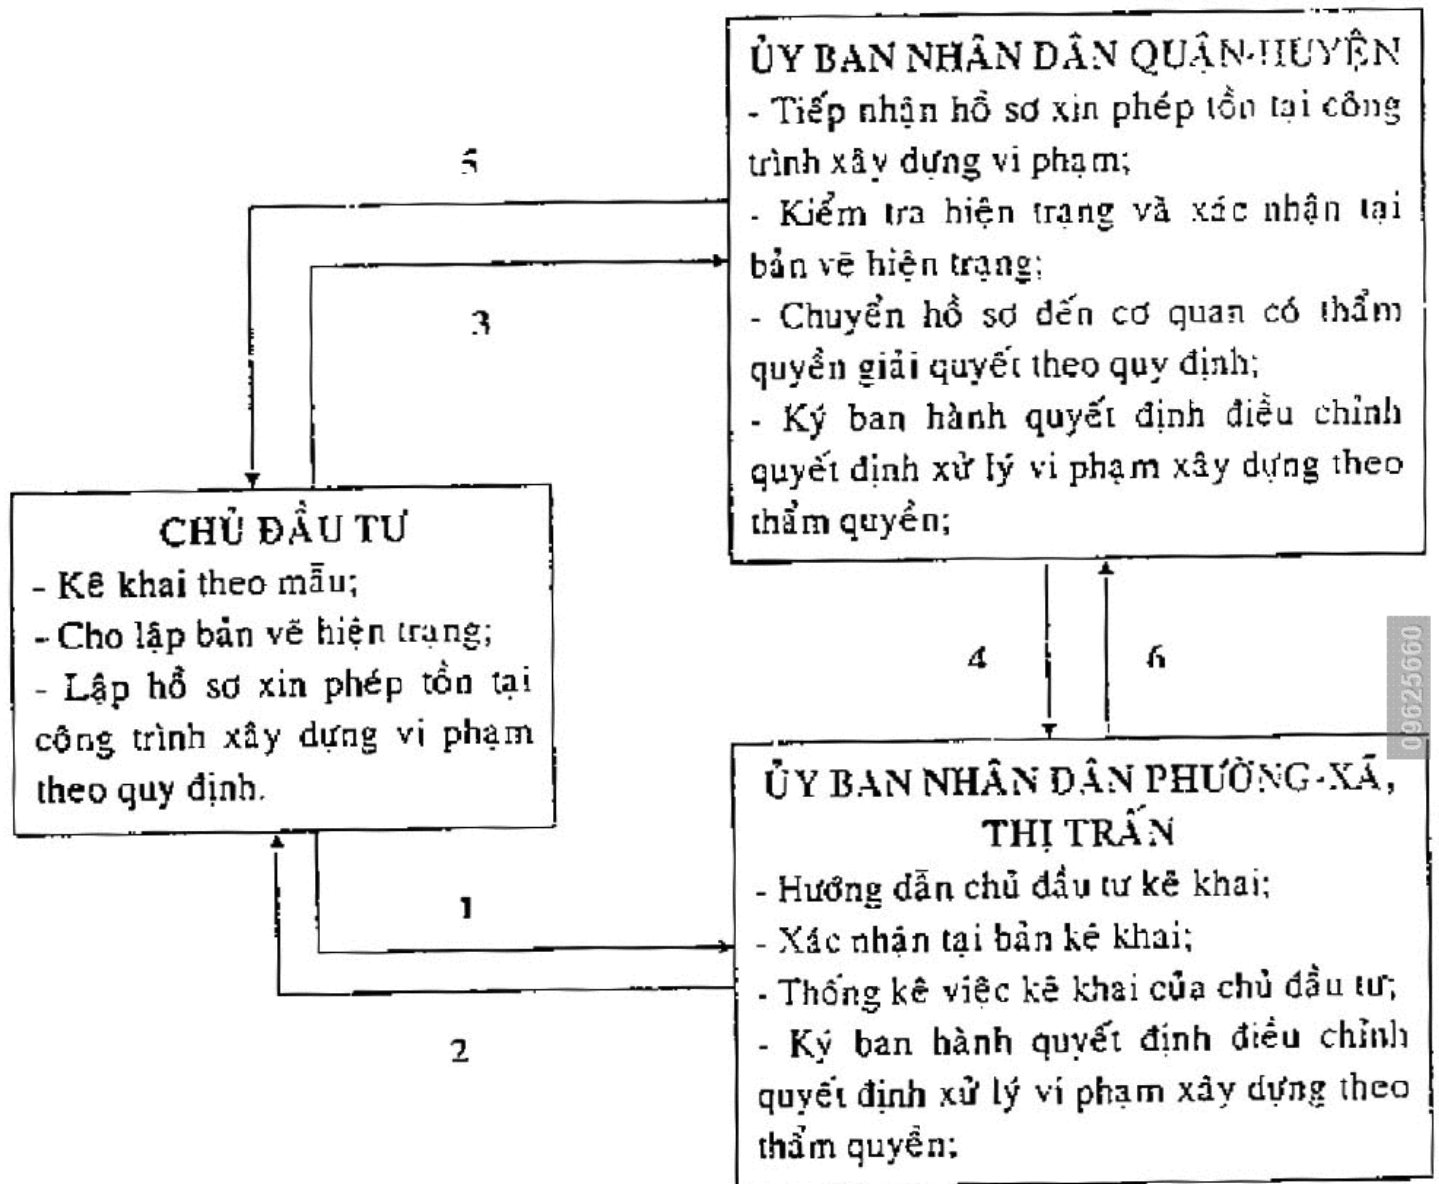 ỦY BAN NHÂN DÂN QUẬN-HUYỆN
- Tiếp nhận hồ sơ xin phép tồn tại công
trình xây dựng vi phạm;
- Kiểm tra hiện trạng và xác nhận tại
bản vẽ hiện trạng;
- Chuyển hồ sơ đến cơ quan có thẩm
quyền giải quyết theo quy định;
- Ký ban hành quyết định điều chỉnh
quyết định xử lý vi phạm xây dựng theo
thẩm quyền;
5
3
CHỦ ĐẦU TƯ
- Kê khai theo mẫu;
- Cho lập bản vẽ hiện trạng;
- Lập hồ sơ xin phép tồn tại
công trình xây dựng vi phạm
theo quy định.
4
6
09625660
1
2
ỦY BAN NHÂN DÂN PHƯỜNG-XÃ,
THỊ TRẤN
- Hướng dẫn chủ đầu tư kê khai;
- Xác nhận tại bản kê khai;
- Thống kê việc kê khai của chủ đầu tư;
- Ký ban hành quyết định điều chỉnh
quyết định xử lý vi phạm xây dựng theo
thẩm quyền;